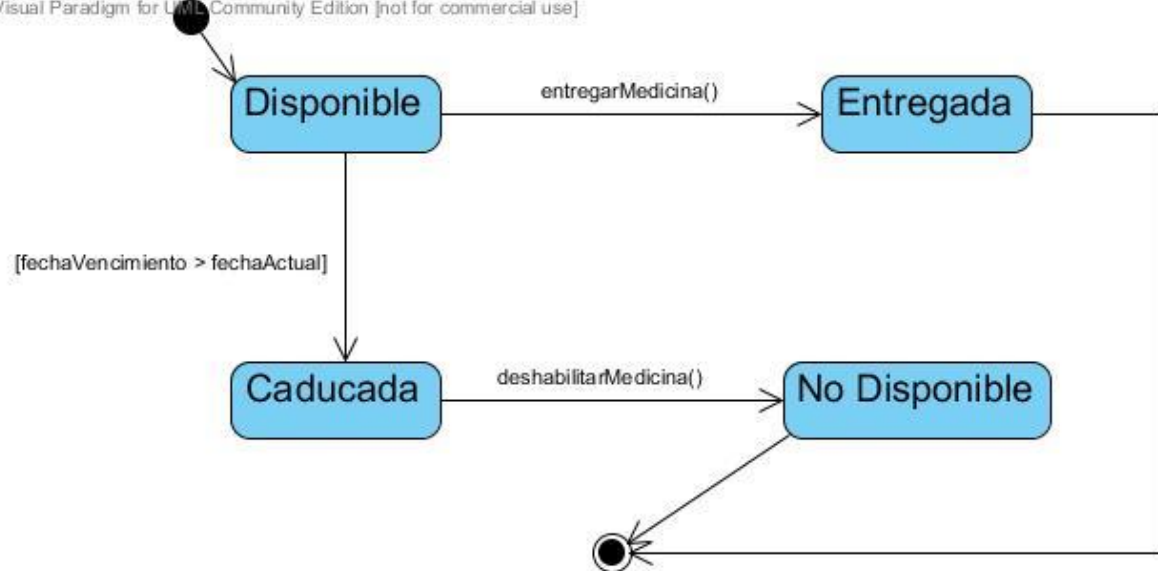 Visual Paradigm for UML Community Edition [not for commercial use]
Disponible
entregarMedicina()
Entregada
[fechaVencimiento > fechaActual]
Caducada
deshabilitarMedicina()
No Disponible